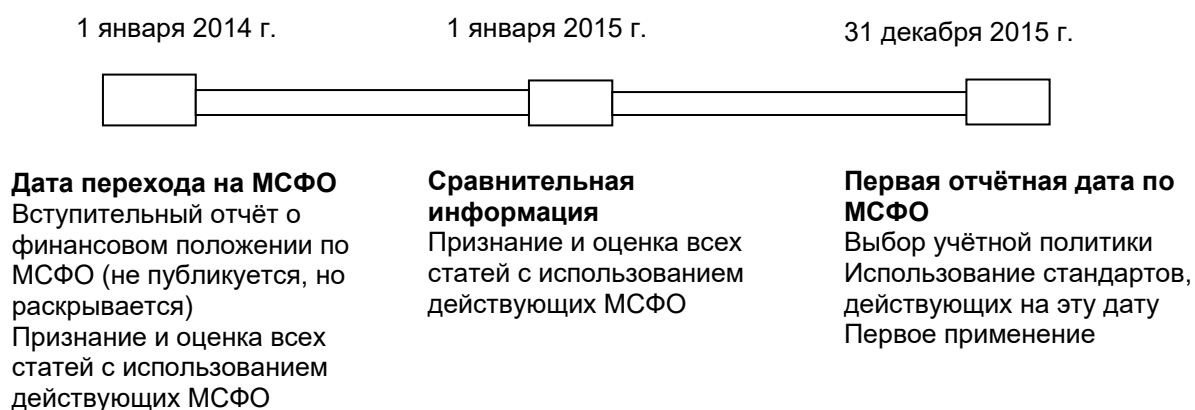 1 января 2014 г.
1 января 2015 г.
31 декабря 2015 г.
Дата перехода на МСФО
Вступительный отчёт о
финансовом положении по
МСФО (не публикуется, но
раскрывается)
Признание и оценка всех
статей с использованием
действующих МСФО
Сравнительная
информация
Признание и оценка всех
статей с использованием
действующих МСФО
Первая отчётная дата по
МСФО
Выбор учётной политики
Использование стандартов,
действующих на эту дату
Первое применение